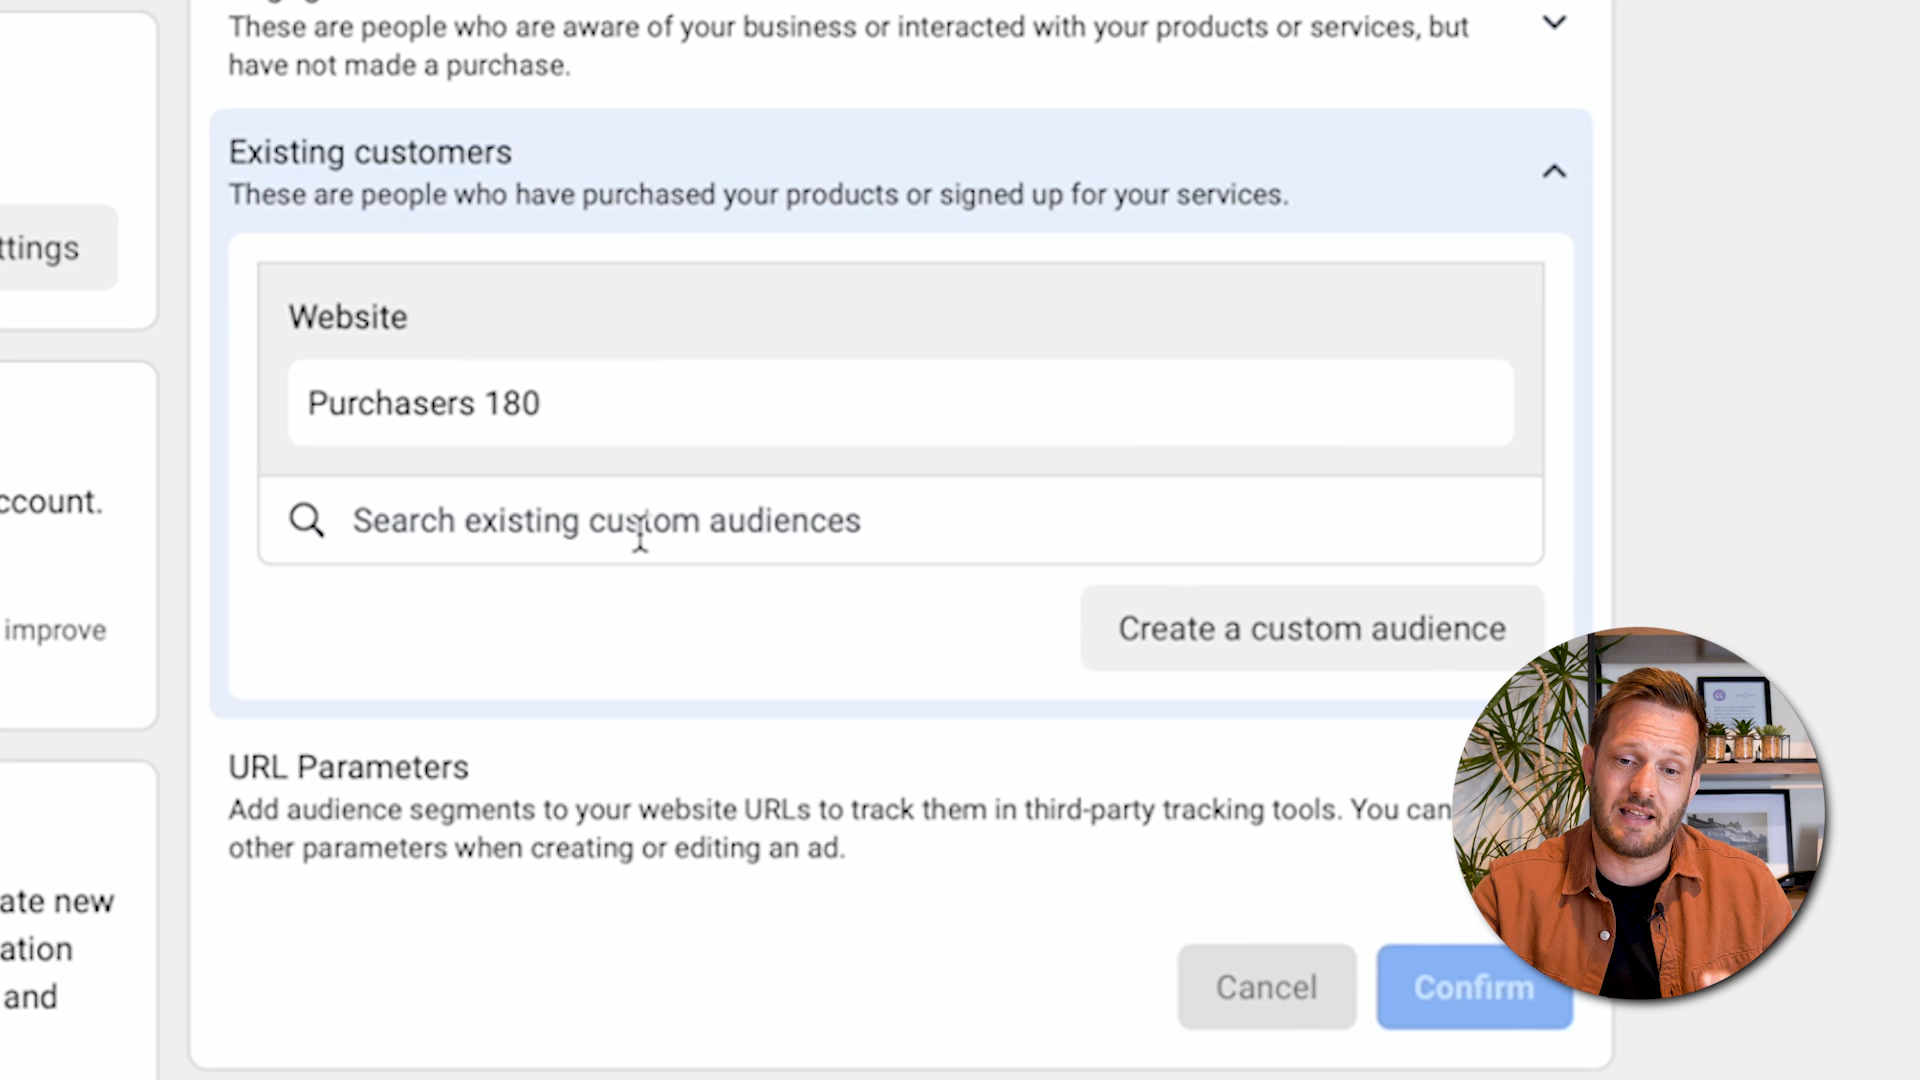 These are people who are aware of your business or interacted with your products or services, but
have not made a purchase.
Existing customers
These are people who have purchased your products or signed up for your services.
ttings
Website
Purchasers 180
Search existing custom audiences
ccount.
improve
Create a custom audience
URL Parameters
Add audience segments to your website URLs to track them in third-party tracking tools. You can
other parameters when creating or editing an ad.
ate new
ation
and
Cancel
Confirm